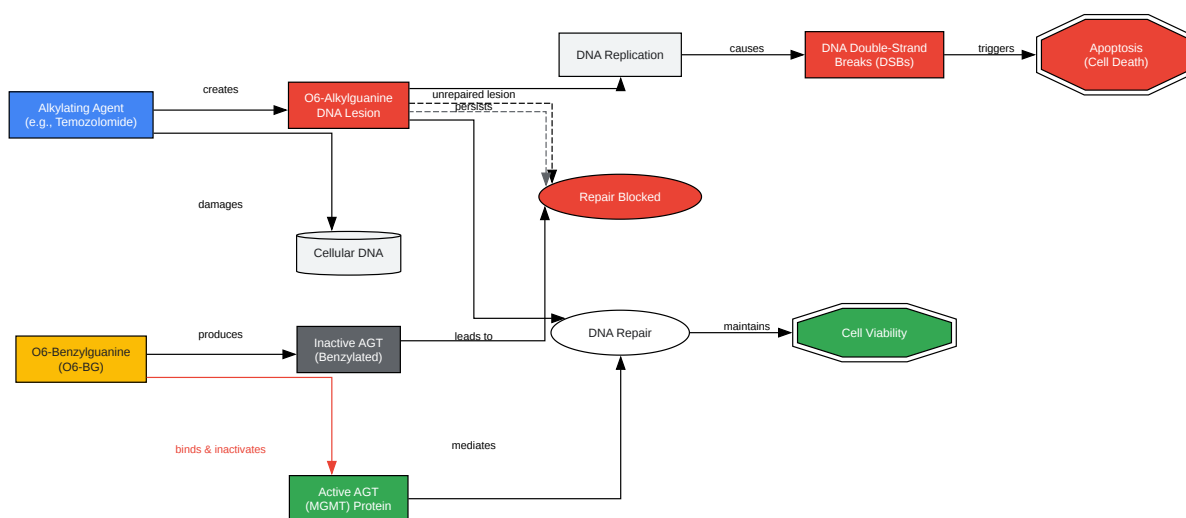 DNA Replication
causes
DNA Double-Strand
Breaks (DSBs)
triggers
Apoptosis
(Cell Death)
creates
Alkylating Agent
(e.g., Temozolomide)
O6-Alkylguanine
DNA Lesion
unrepaired lesion
persists
damages
Repair Blocked
Cellular DNA
produces
O6-Benzylguanine
(O6-BG)
Inactive AGT
(Benzylated)
leads to
DNA Repair
maintains
Cell Viability
binds & inactivates
mediates
Active AGT
(MGMT) Protein